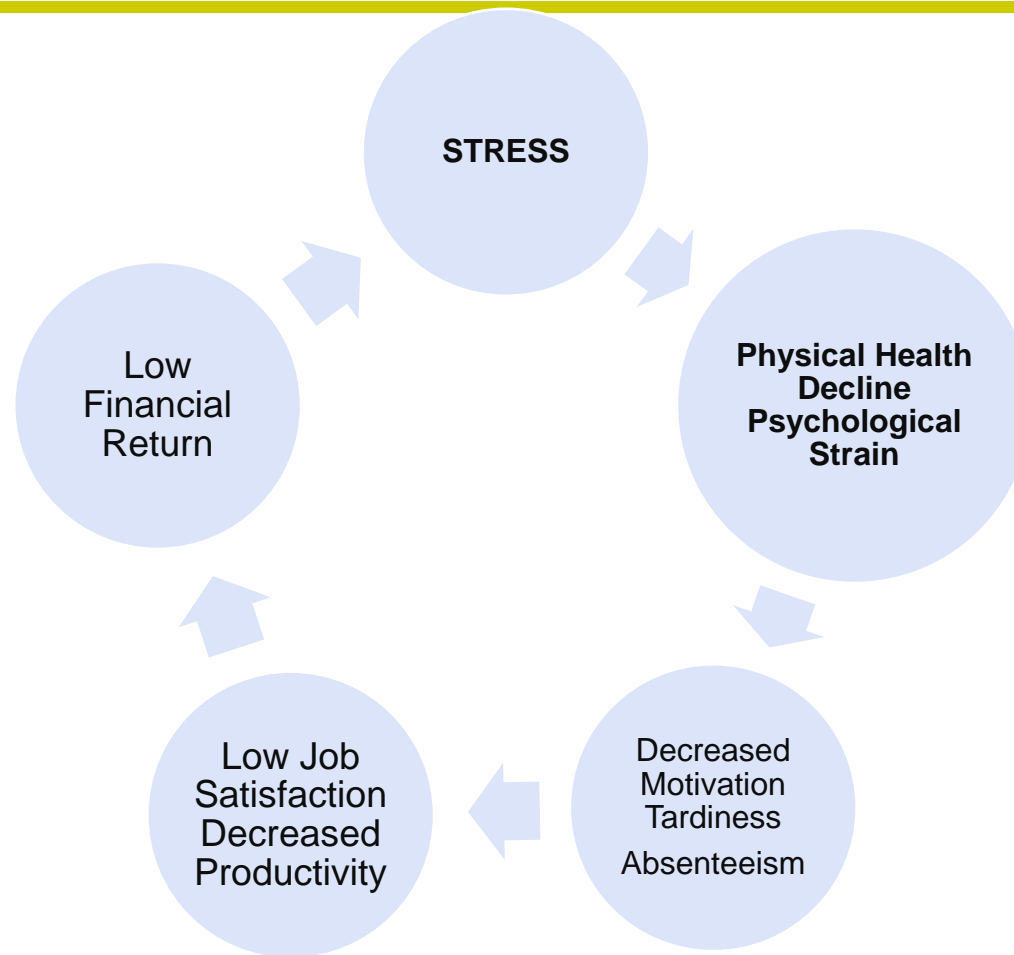 STRESS
Physical Health
Decline
Psychological
Strain
Decreased
Motivation
Tardiness
Absenteeism
Low Job
Satisfaction
Decreased
Productivity
Low
Financial
Return